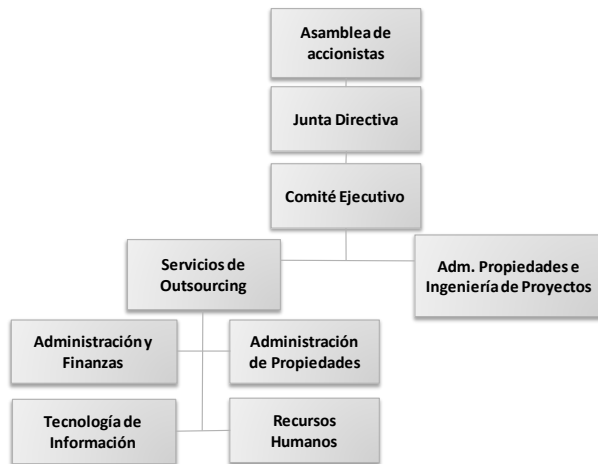 Asamblea de
accionistas
Junta Directiva
Comité Ejecutivo
Servicios de
Outsourcing
Adm. Propiedades e
Ingeniería de Proyectos
Administración y
Finanzas
Administración
de Propiedades
Tecnología de
Información
Recursos
Humanos